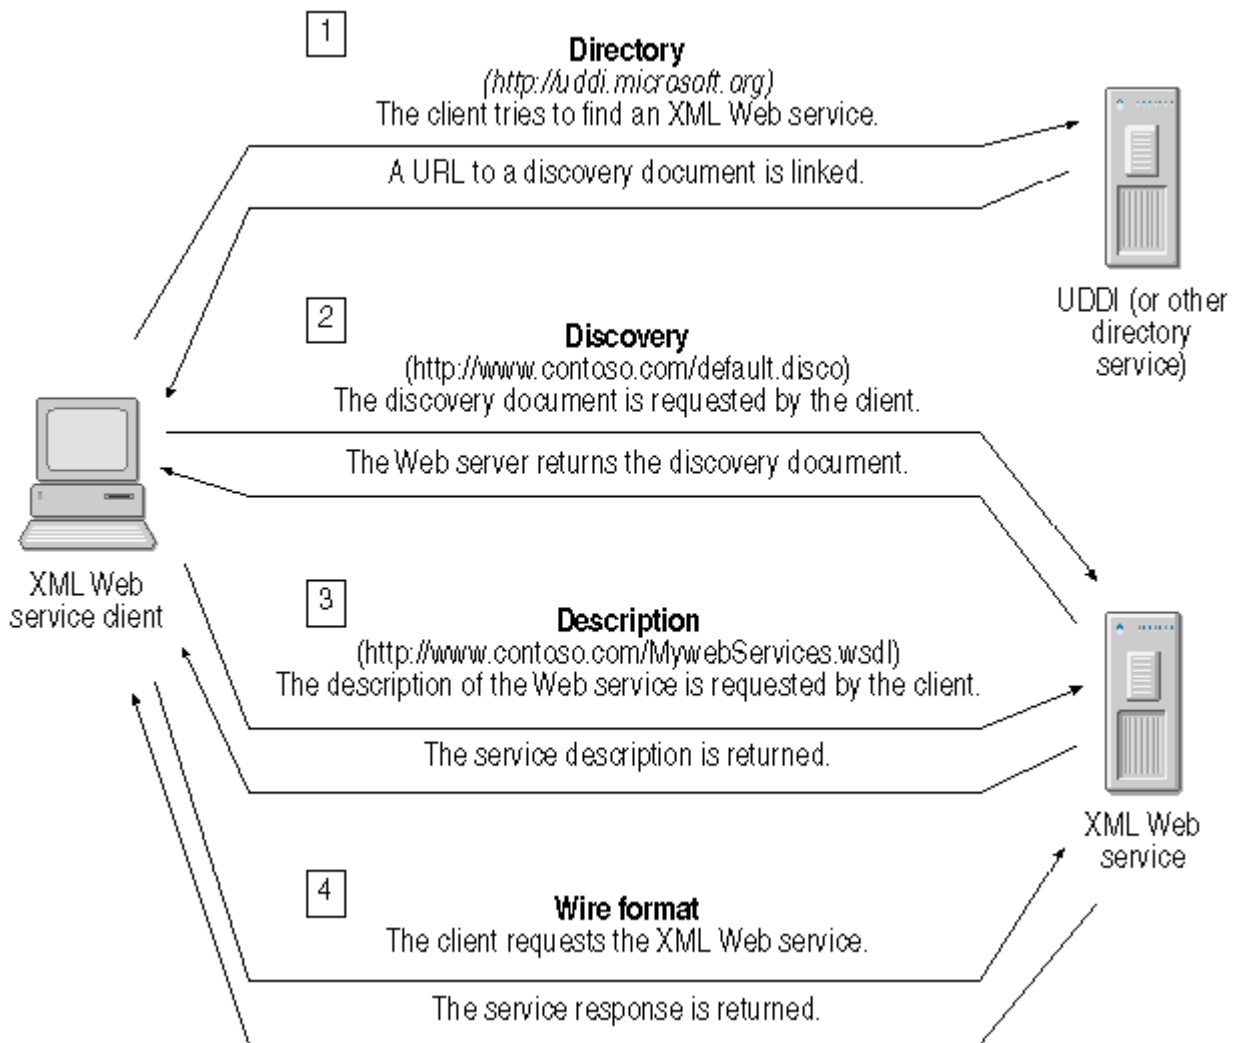 1
Directory
(http://uddi.microsoft.org)
The client tries to find an XML Web service.
A URL to a discovery document is linked.
UDDI (or other
directory
service)
2
Discovery
(http://www.contoso.com/default.disco)
The discovery document is requested by the client.
The Web server returns the discovery document.
XML Web
service client
3
Description
(http://www.contoso.com/MywebServices.wsdl)
The description of the Web service is requested by the client.
The service description is returned.
XML Web
service
4
Wire format
The client requests the XML Web service.
The service response is returned.